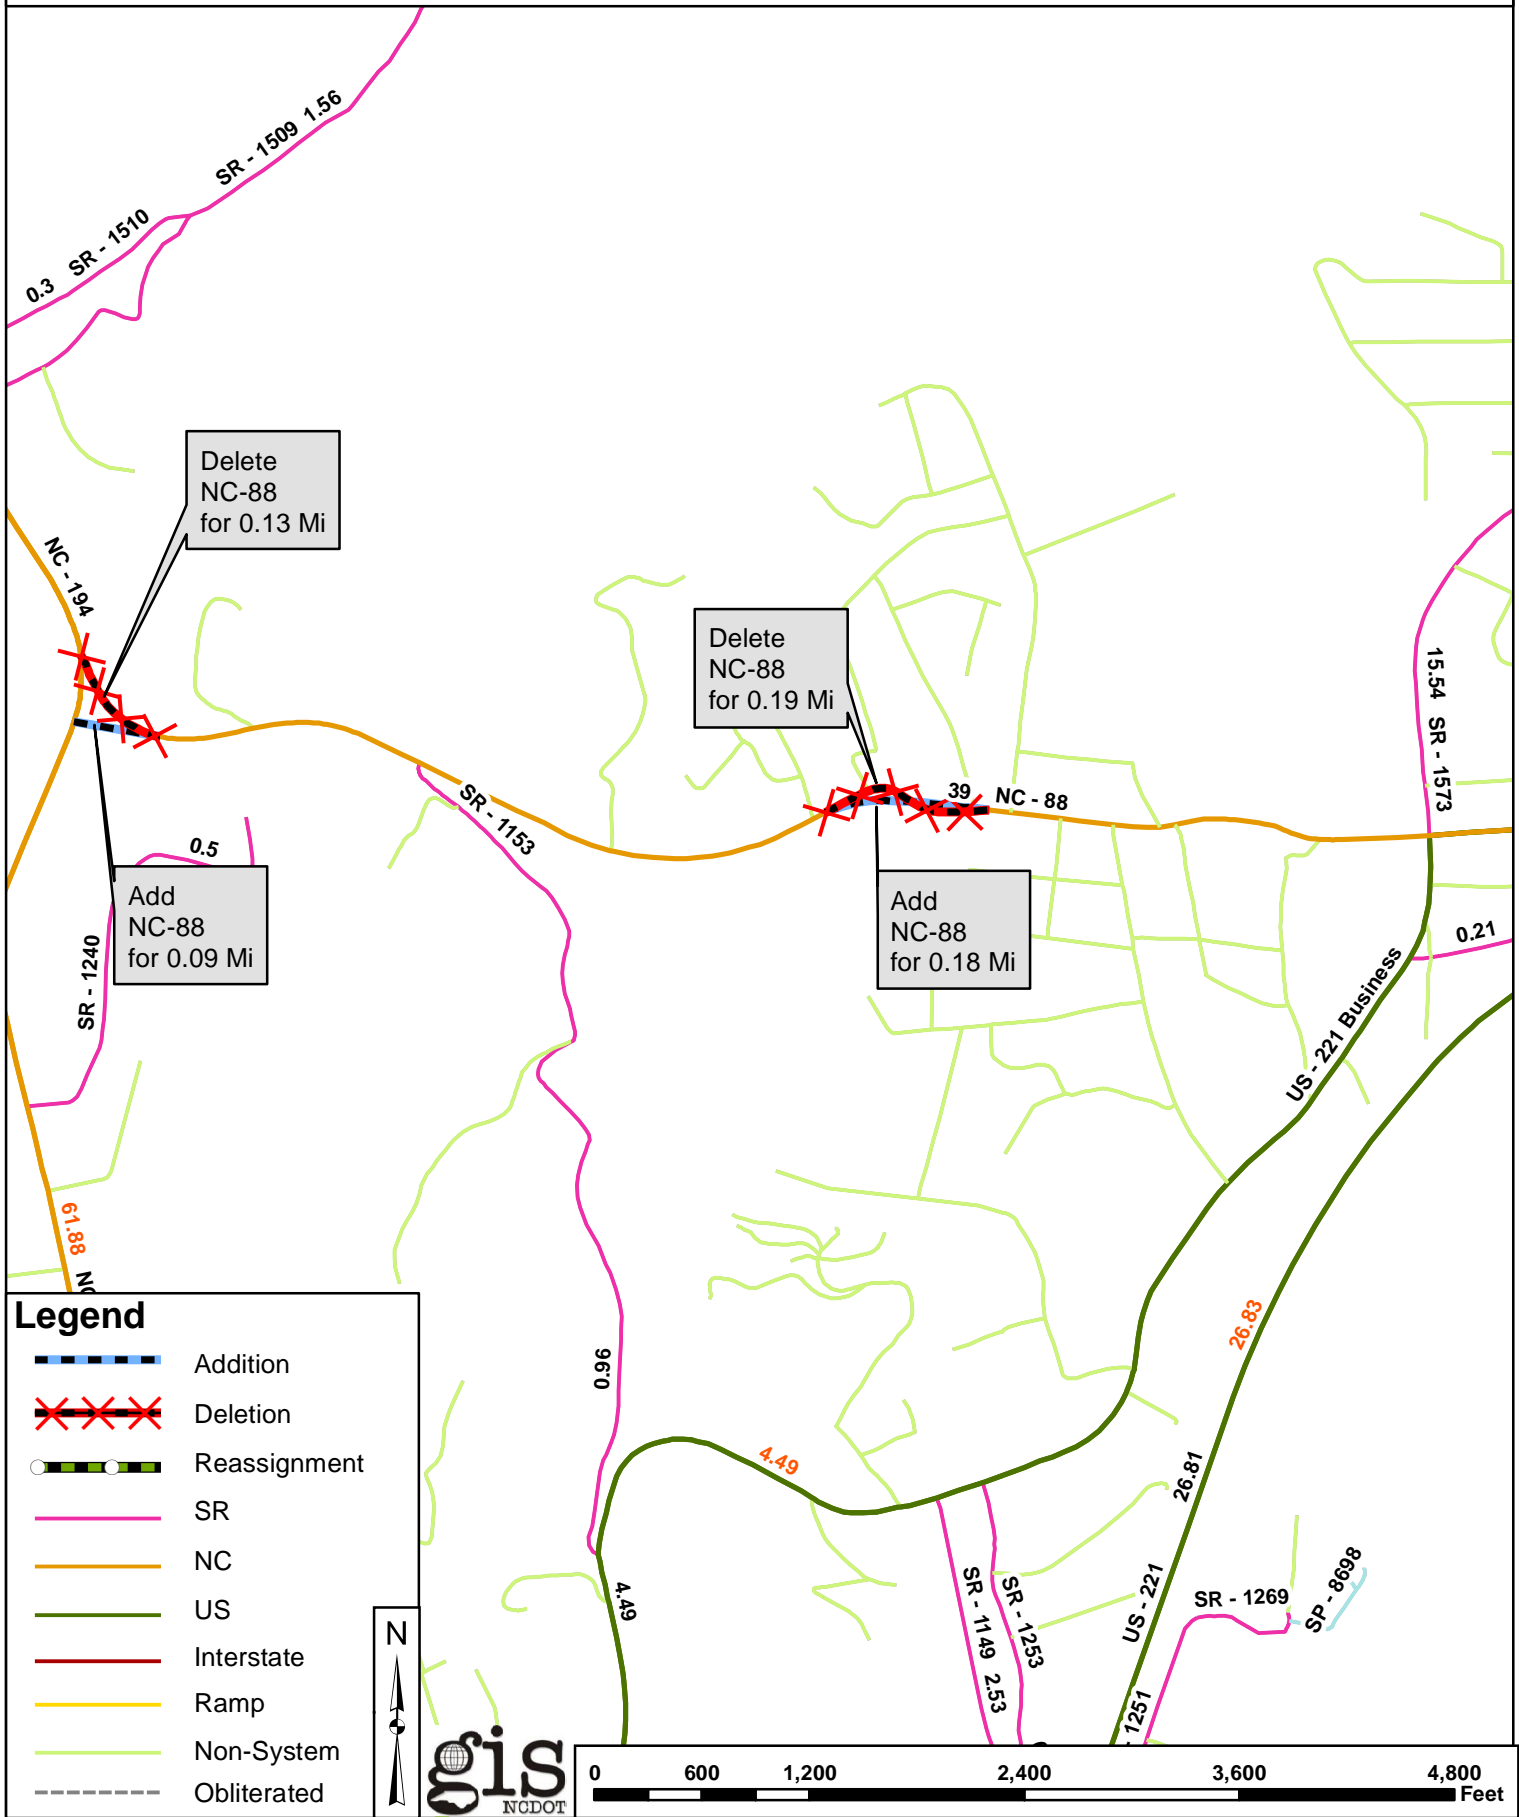 SR - 1509 1.56
0.3 SR - 1510
Delete
NC-88
for 0.13 Mi
NC - 194
Delete
NC-88
for 0.19 Mi
15.54 SR - 1573
39 NC - 88
SR - 1153
0.5
Add
NC-88
for 0.09 Mi
Add
NC-88
for 0.18 Mi
SR - 1240
0.21
US - 221 Business
61.88 NC
26.83
0.96
4.49
26.81
4.49
US - 221
SR - 1149 2.53
SR - 1253
SR - 1269
SP - 8698
- 1251
Legend
Addition
Deletion
Reassignment
SR
NC
US
Interstate
Ramp
Non-System
Obliterated
N
gis
NCDOT
0 600 1,200 2,400 3,600 4,800
Feet